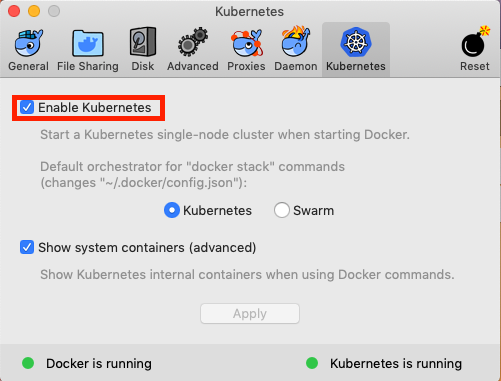 Kubernetes
General File Sharing Disk Advanced Proxies Daemon Kubernetes Reset
Enable Kubernetes
Start a Kubernetes single-node cluster when starting Docker.
Default orchestrator for "docker stack" commands
(changes "~/.docker/config.json"):
Kubernetes Swarm
Show system containers (advanced)
Show Kubernetes internal containers when using Docker commands.
Apply
Docker is running Kubernetes is running